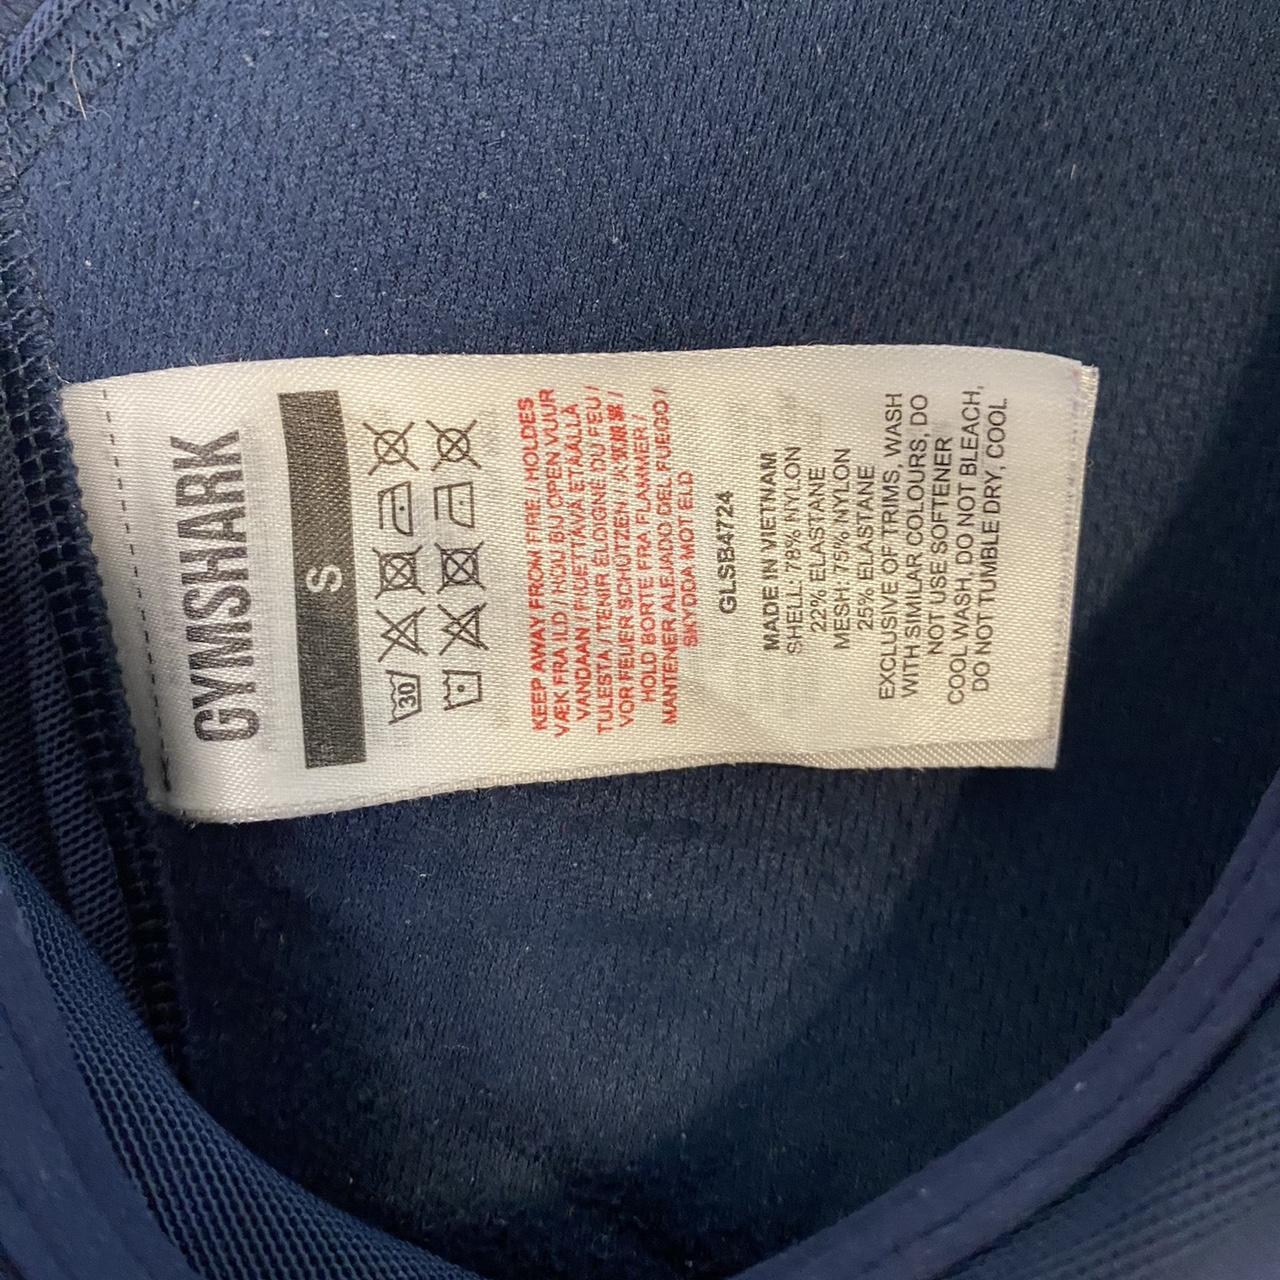 GYMSHARK
S
30
KEEP AWAY FROM FIRE / HOLDES
VÆK FRA ILD / HOU BIJ OPEN VUUR
VANDAAN / PIDETTÄVÄ ETÄÄLLÄ
TULESTA / TENIR ÉLOIGNÉ DU FEU /
VOR FEUER SCHÜTZEN /
HOLD BORTE FRA FLAMMER /
MANTENER ALEJADO DEL FUEGO /
SKYDDA MOT ELD
GLSB4724
MADE IN VIETNAM
SHELL: 78% NYLON
22% ELASTANE
MESH: 75% NYLON
25% ELASTANE
EXCLUSIVE OF TRIMS, WASH
WITH SIMILAR COLOURS, DO
NOT USE SOFTENER
COOL WASH, DO NOT BLEACH,
DO NOT TUMBLE DRY, COOL